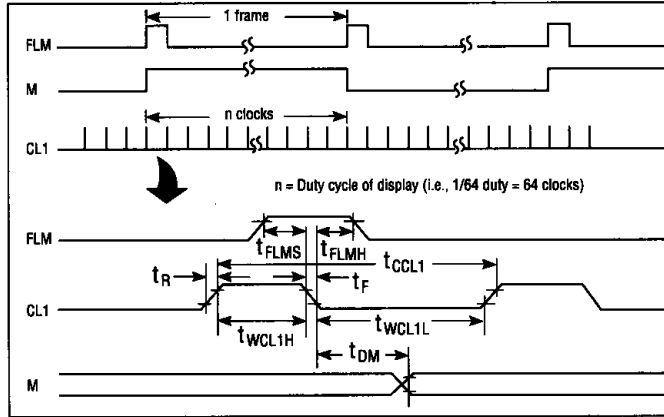 1 frame
FLM
M
n clocks
CL1
n = Duty cycle of display (i.e., 1/64 duty = 64 clocks)
FLM
tFLMS tFLMH
tCCL1
tR tF
CL1
tWCL1H tWCL1L
tDM
M